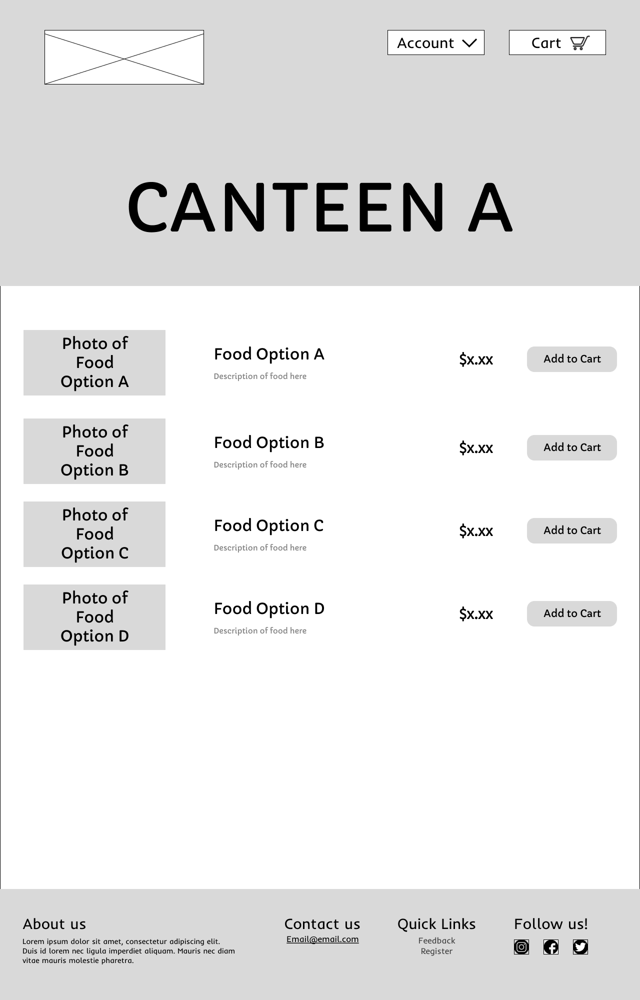 Account
Cart
CANTEEN A
Photo of
Food
Option A
Food Option A
Description of food here
$x.xx
Add to Cart
Photo of
Food
Option B
Food Option B
Description of food here
$x.xx
Add to Cart
Photo of
Food
Option C
Food Option C
Description of food here
$x.xx
Add to Cart
Photo of
Food
Option D
Food Option D
Description of food here
$x.xx
Add to Cart
About us
Lorem ipsum dolor sit amet, consectetur adipiscing elit.
Duis id lorem nec ligula imperdiet aliquam. Mauris nec diam
vitae mauris molestie pharetra.
Contact us
Email@email.com
Quick Links
Feedback
Register
Follow us!